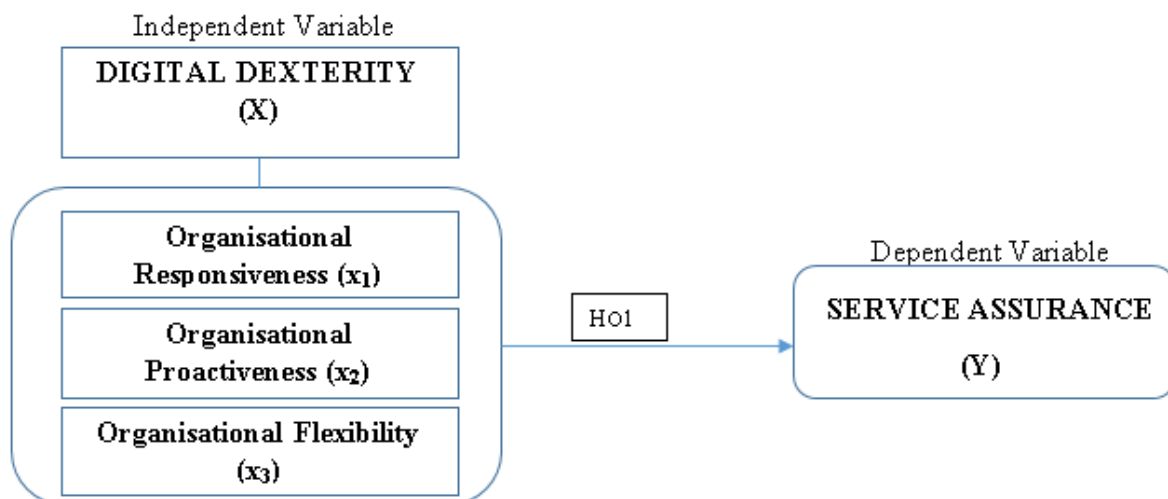 Independent Variable
DIGITAL DEXTERITY
(X)
Organisational
Responsiveness (x₁)
Organisational
Proactiveness (x₂)
Organisational Flexibility
(x₃)
HO1
Dependent Variable
SERVICE ASSURANCE
(Y)